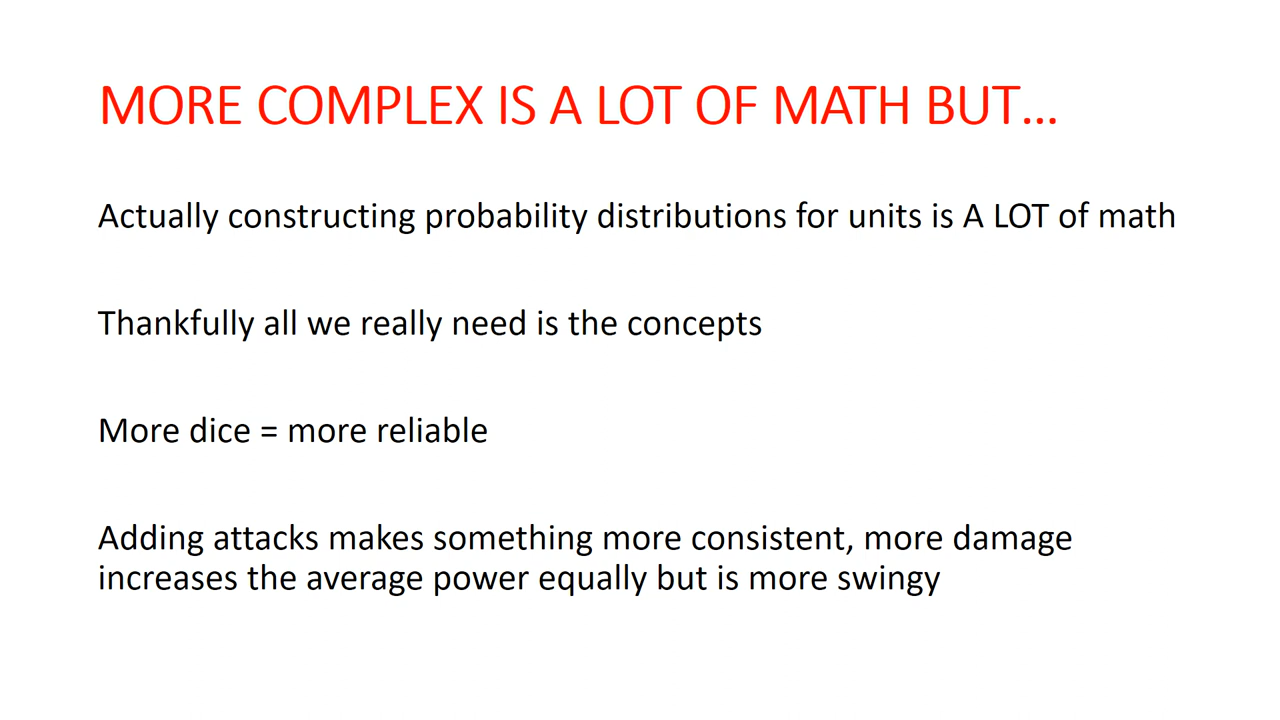 MORE COMPLEX IS A LOT OF MATH BUT...
Actually constructing probability distributions for units is A LOT of math
Thankfully all we really need is the concepts
More dice = more reliable
Adding attacks makes something more consistent, more damage
increases the average power equally but is more swingy